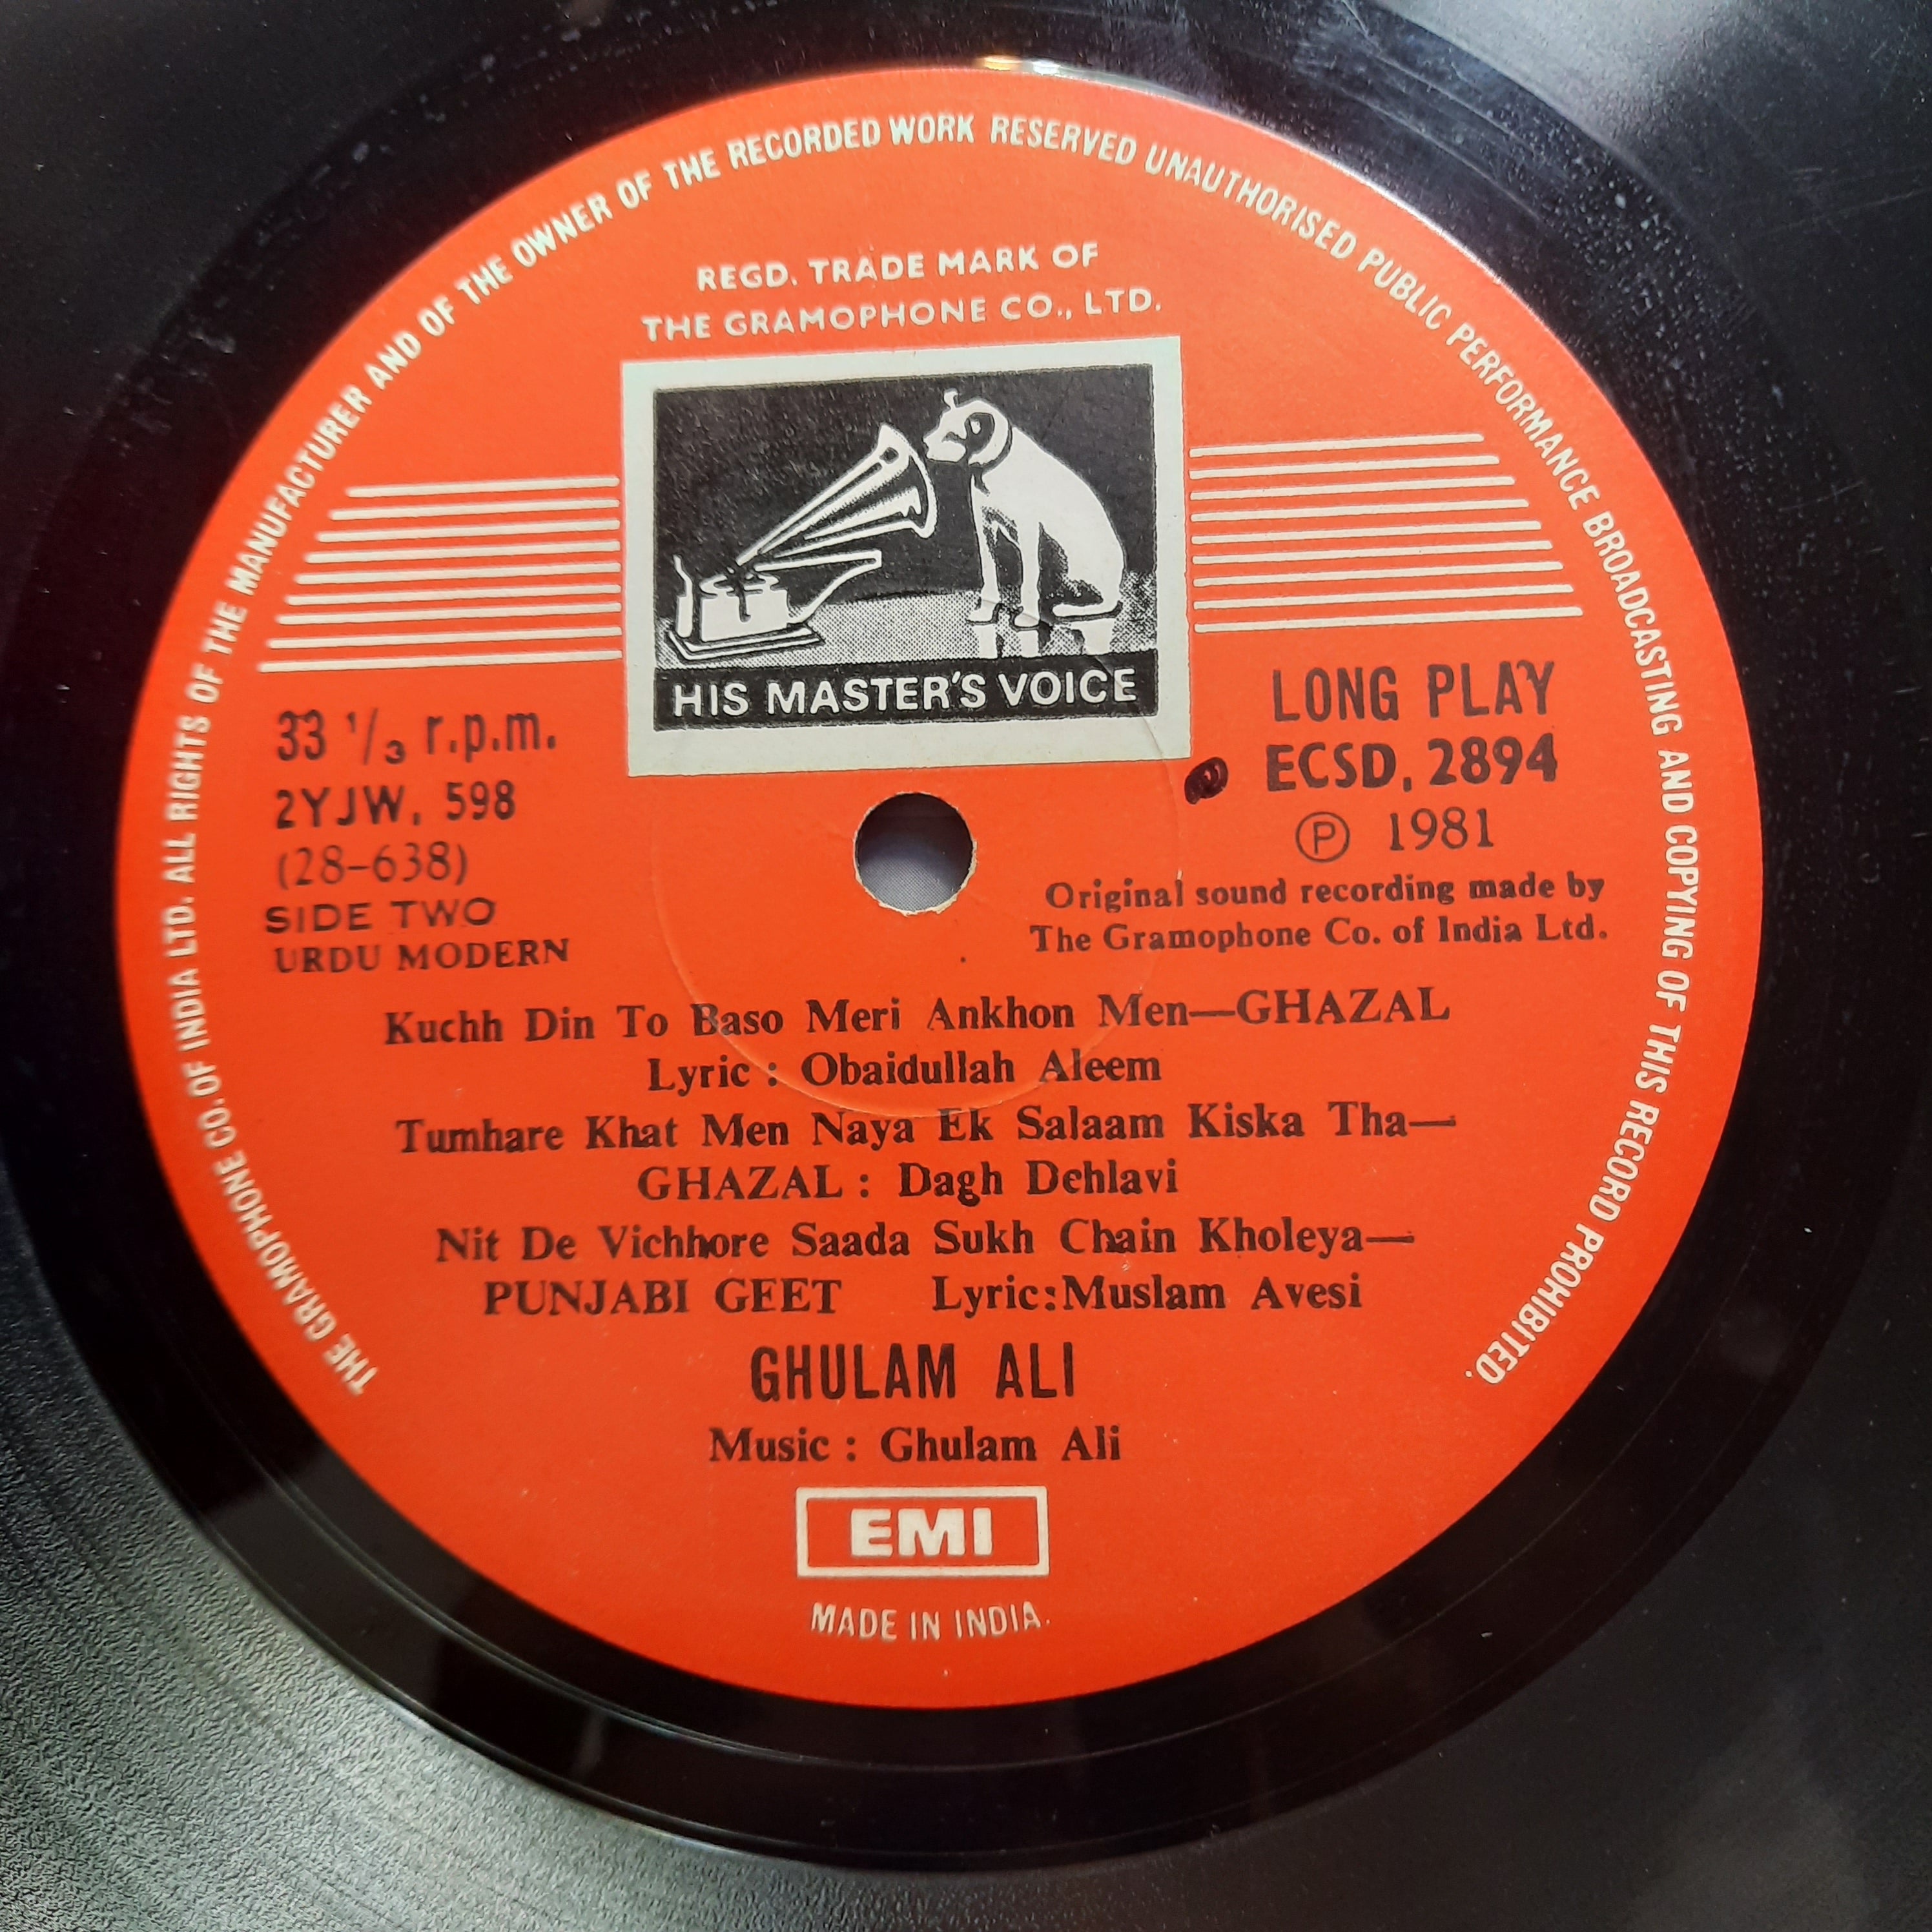 THE GRAMOPHONE CO. OF INDIA LTD. ALL RIGHTS OF THE MANUFACTURER AND OF THE OWNER OF THE RECORDED WORK RESERVED UNAUTHORISED PUBLIC PERFORMANCE BROADCASTING AND COPYING OF THIS RECORD PROHIBITED.
REGD. TRADE MARK OF
THE GRAMOPHONE CO., LTD.
HIS MASTER'S VOICE
33 1/3 r.p.m.
2YJW. 598
(28-638)
SIDE TWO
URDU MODERN
LONG PLAY
ECSD. 2894
Ⓟ 1981
Original sound recording made by
The Gramophone Co. of India Ltd.
Kuchh Din To Baso Meri Ankhon Men—GHAZAL
Lyric : Obaidullah Aleem
Tumhare Khat Men Naya Ek Salaam Kiska Tha—
GHAZAL : Dagh Dehlavi
Nit De Vichhore Saada Sukh Chain Kholeya—
PUNJABI GEET Lyric:Muslam Avesi
GHULAM ALI
Music : Ghulam Ali
EMI
MADE IN INDIA.